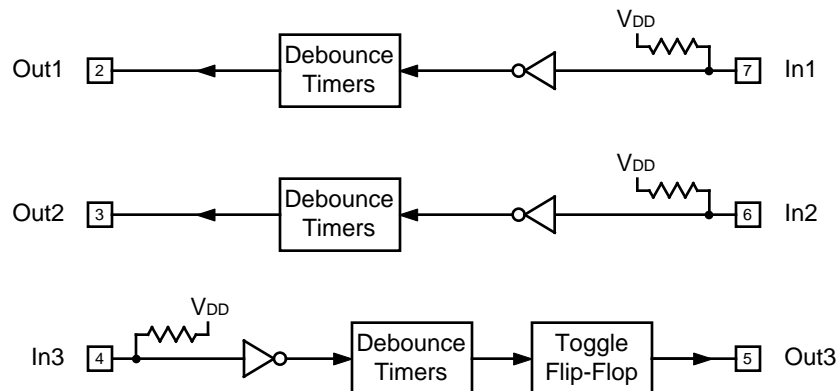 VDD
Out1 2 Debounce Timers 7 In1
VDD
Out2 3 Debounce Timers 6 In2
VDD
In3 4 Debounce Timers Toggle Flip-Flop 5 Out3